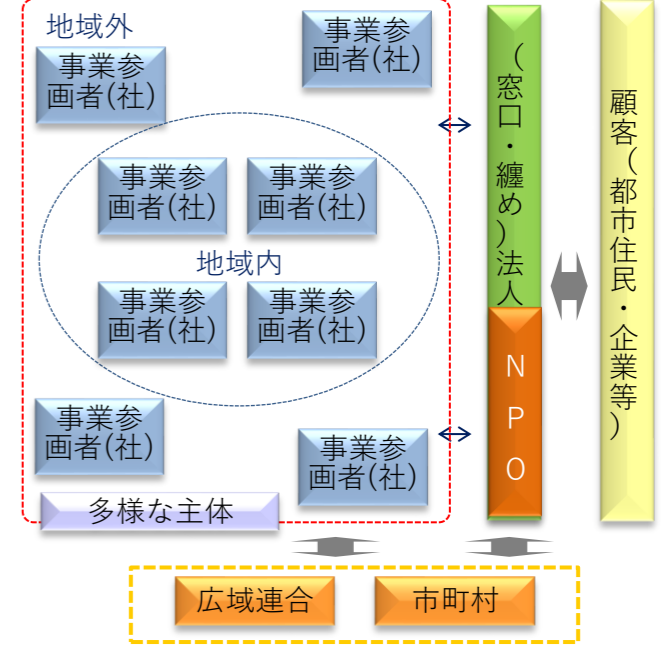 地域外
事業参
画者(社)
事業参
画者(社)
事業参
画者(社)
事業参
画者(社)
地域内
事業参
画者(社)
事業参
画者(社)
事業参
画者(社)
事業参
画者(社)
多様な主体
(窓口・纏め)法人
NPO
顧客(都市住民・企業等)
広域連合
市町村